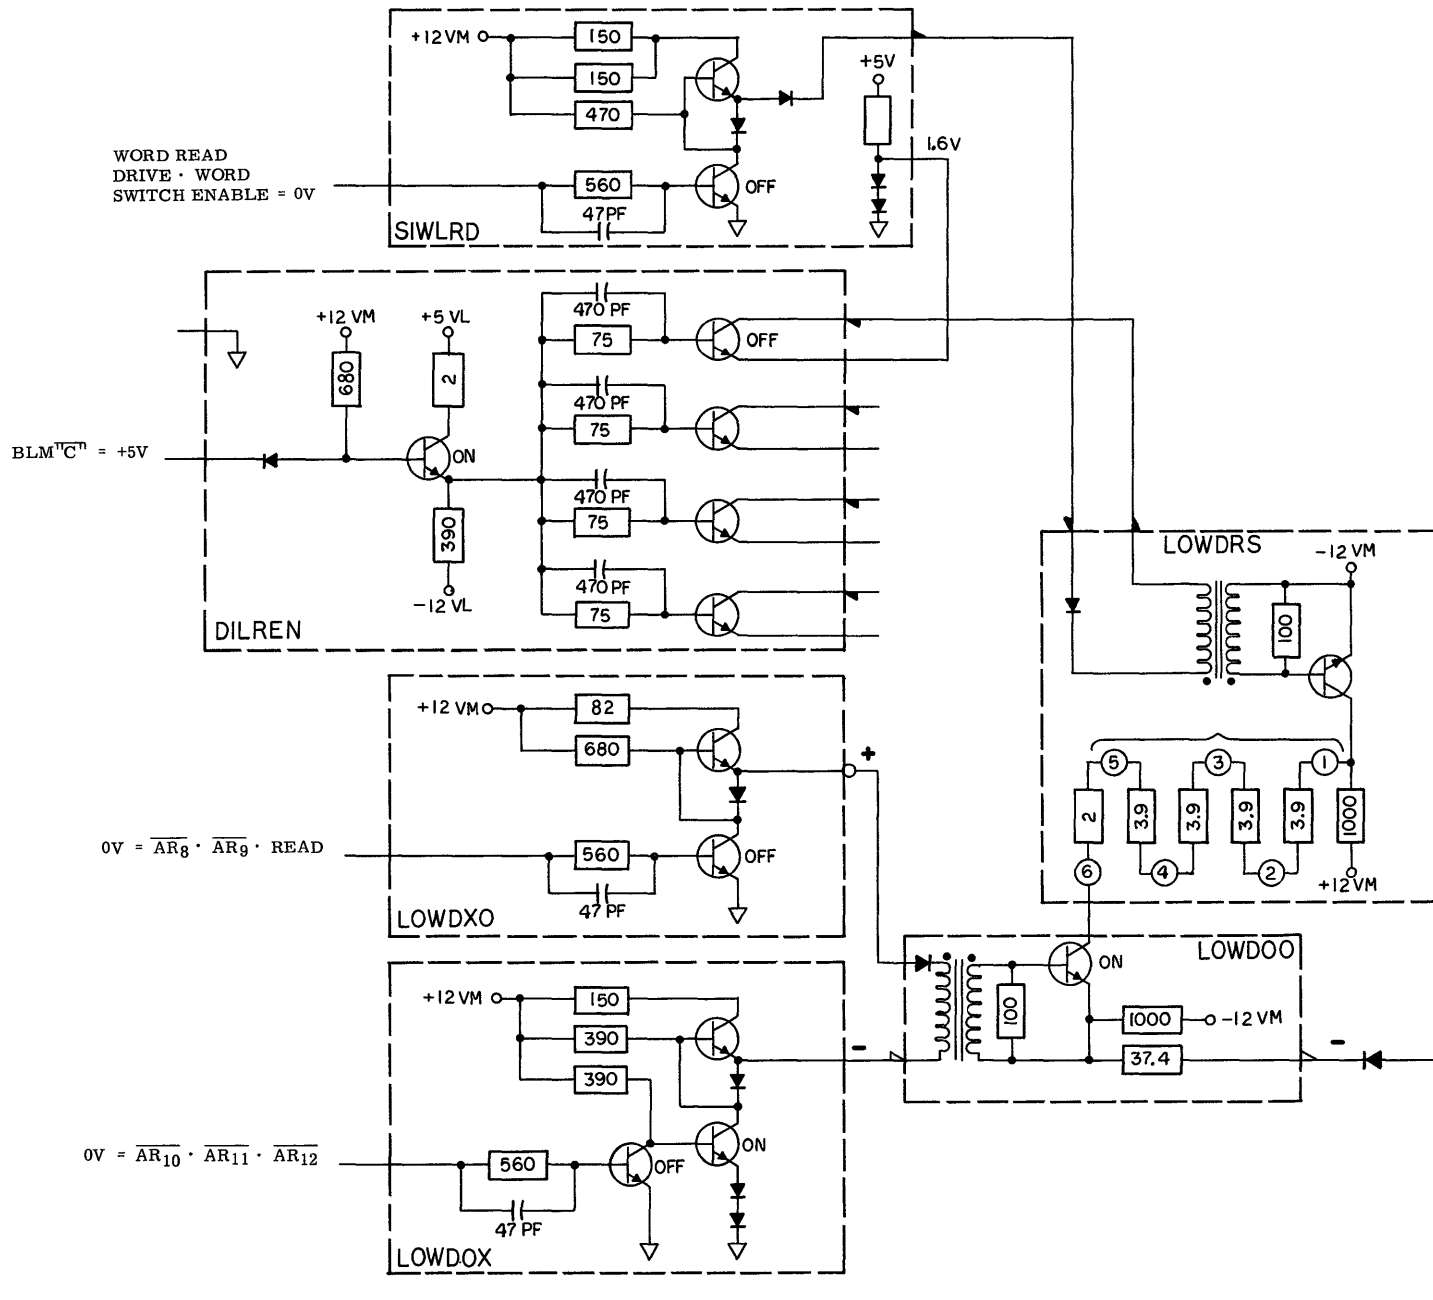 +12 VM
150
150
470
+5V
1.6V
WORD READ
DRIVE · WORD
SWITCH ENABLE = 0V
560
OFF
47 PF
SIWLRD
+12 VM
+5 VL
680
2
470 PF
75
OFF
470 PF
75
BLM "C̅" = +5V
ON
390
470 PF
75
-12 VL
470 PF
75
DILREN
LOWDRS
-12 VM
100
+12 VM
82
680
+
5
3
1
2
3.9
3.9
3.9
3.9
1000
6
4
2
+12 VM
0V = A̅R̅₈ · A̅R̅₉ · READ
560
OFF
47 PF
LOWDXO
LOWDOO
ON
100
1000
-12 VM
37.4
-
-
+12 VM
150
390
390
ON
0V = A̅R̅₁₀ · A̅R̅₁₁ · A̅R̅₁₂
560
OFF
47 PF
LOWDOX